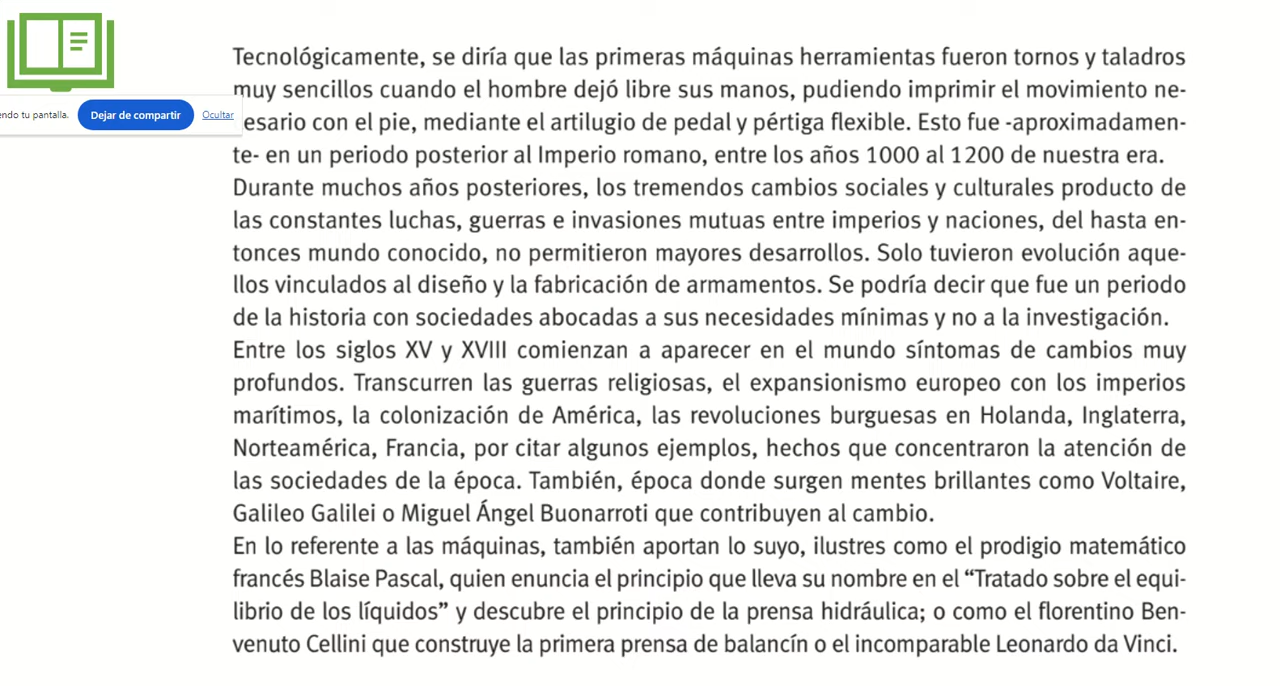 Tecnológicamente, se diría que las primeras máquinas herramientas fueron tornos y taladros
muy sencillos cuando el hombre dejó libre sus manos, pudiendo imprimir el movimiento ne-
endo tu pantalla. Dejar de compartir Ocultar
esario con el pie, mediante el artilugio de pedal y pértiga flexible. Esto fue -aproximadamen-
te- en un periodo posterior al Imperio romano, entre los años 1000 al 1200 de nuestra era.
Durante muchos años posteriores, los tremendos cambios sociales y culturales producto de
las constantes luchas, guerras e invasiones mutuas entre imperios y naciones, del hasta en-
tonces mundo conocido, no permitieron mayores desarrollos. Solo tuvieron evolución aque-
llos vinculados al diseño y la fabricación de armamentos. Se podría decir que fue un periodo
de la historia con sociedades abocadas a sus necesidades mínimas y no a la investigación.
Entre los siglos XV y XVIII comienzan a aparecer en el mundo síntomas de cambios muy
profundos. Transcurren las guerras religiosas, el expansionismo europeo con los imperios
marítimos, la colonización de América, las revoluciones burguesas en Holanda, Inglaterra,
Norteamérica, Francia, por citar algunos ejemplos, hechos que concentraron la atención de
las sociedades de la época. También, época donde surgen mentes brillantes como Voltaire,
Galileo Galilei o Miguel Ángel Buonarroti que contribuyen al cambio.
En lo referente a las máquinas, también aportan lo suyo, ilustres como el prodigio matemático
francés Blaise Pascal, quien enuncia el principio que lleva su nombre en el “Tratado sobre el equi-
librio de los líquidos” y descubre el principio de la prensa hidráulica; o como el florentino Ben-
venuto Cellini que construye la primera prensa de balancín o el incomparable Leonardo da Vinci.